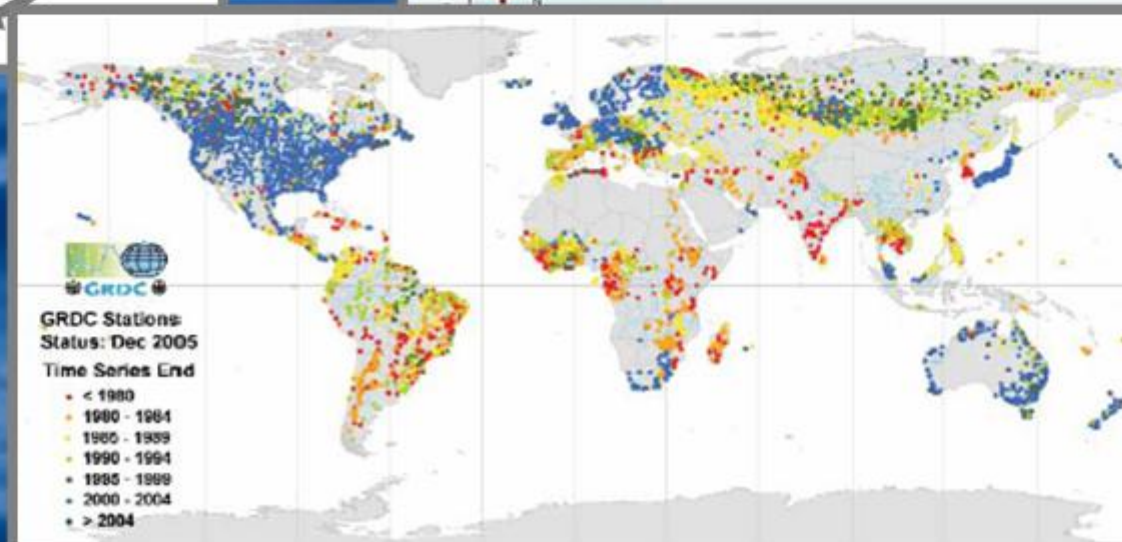 GRDC
GRDC Stations
Status: Dec 2005
Time Series End
< 1980
1980 - 1984
1985 - 1989
1990 - 1994
1995 - 1999
2000 - 2004
> 2004